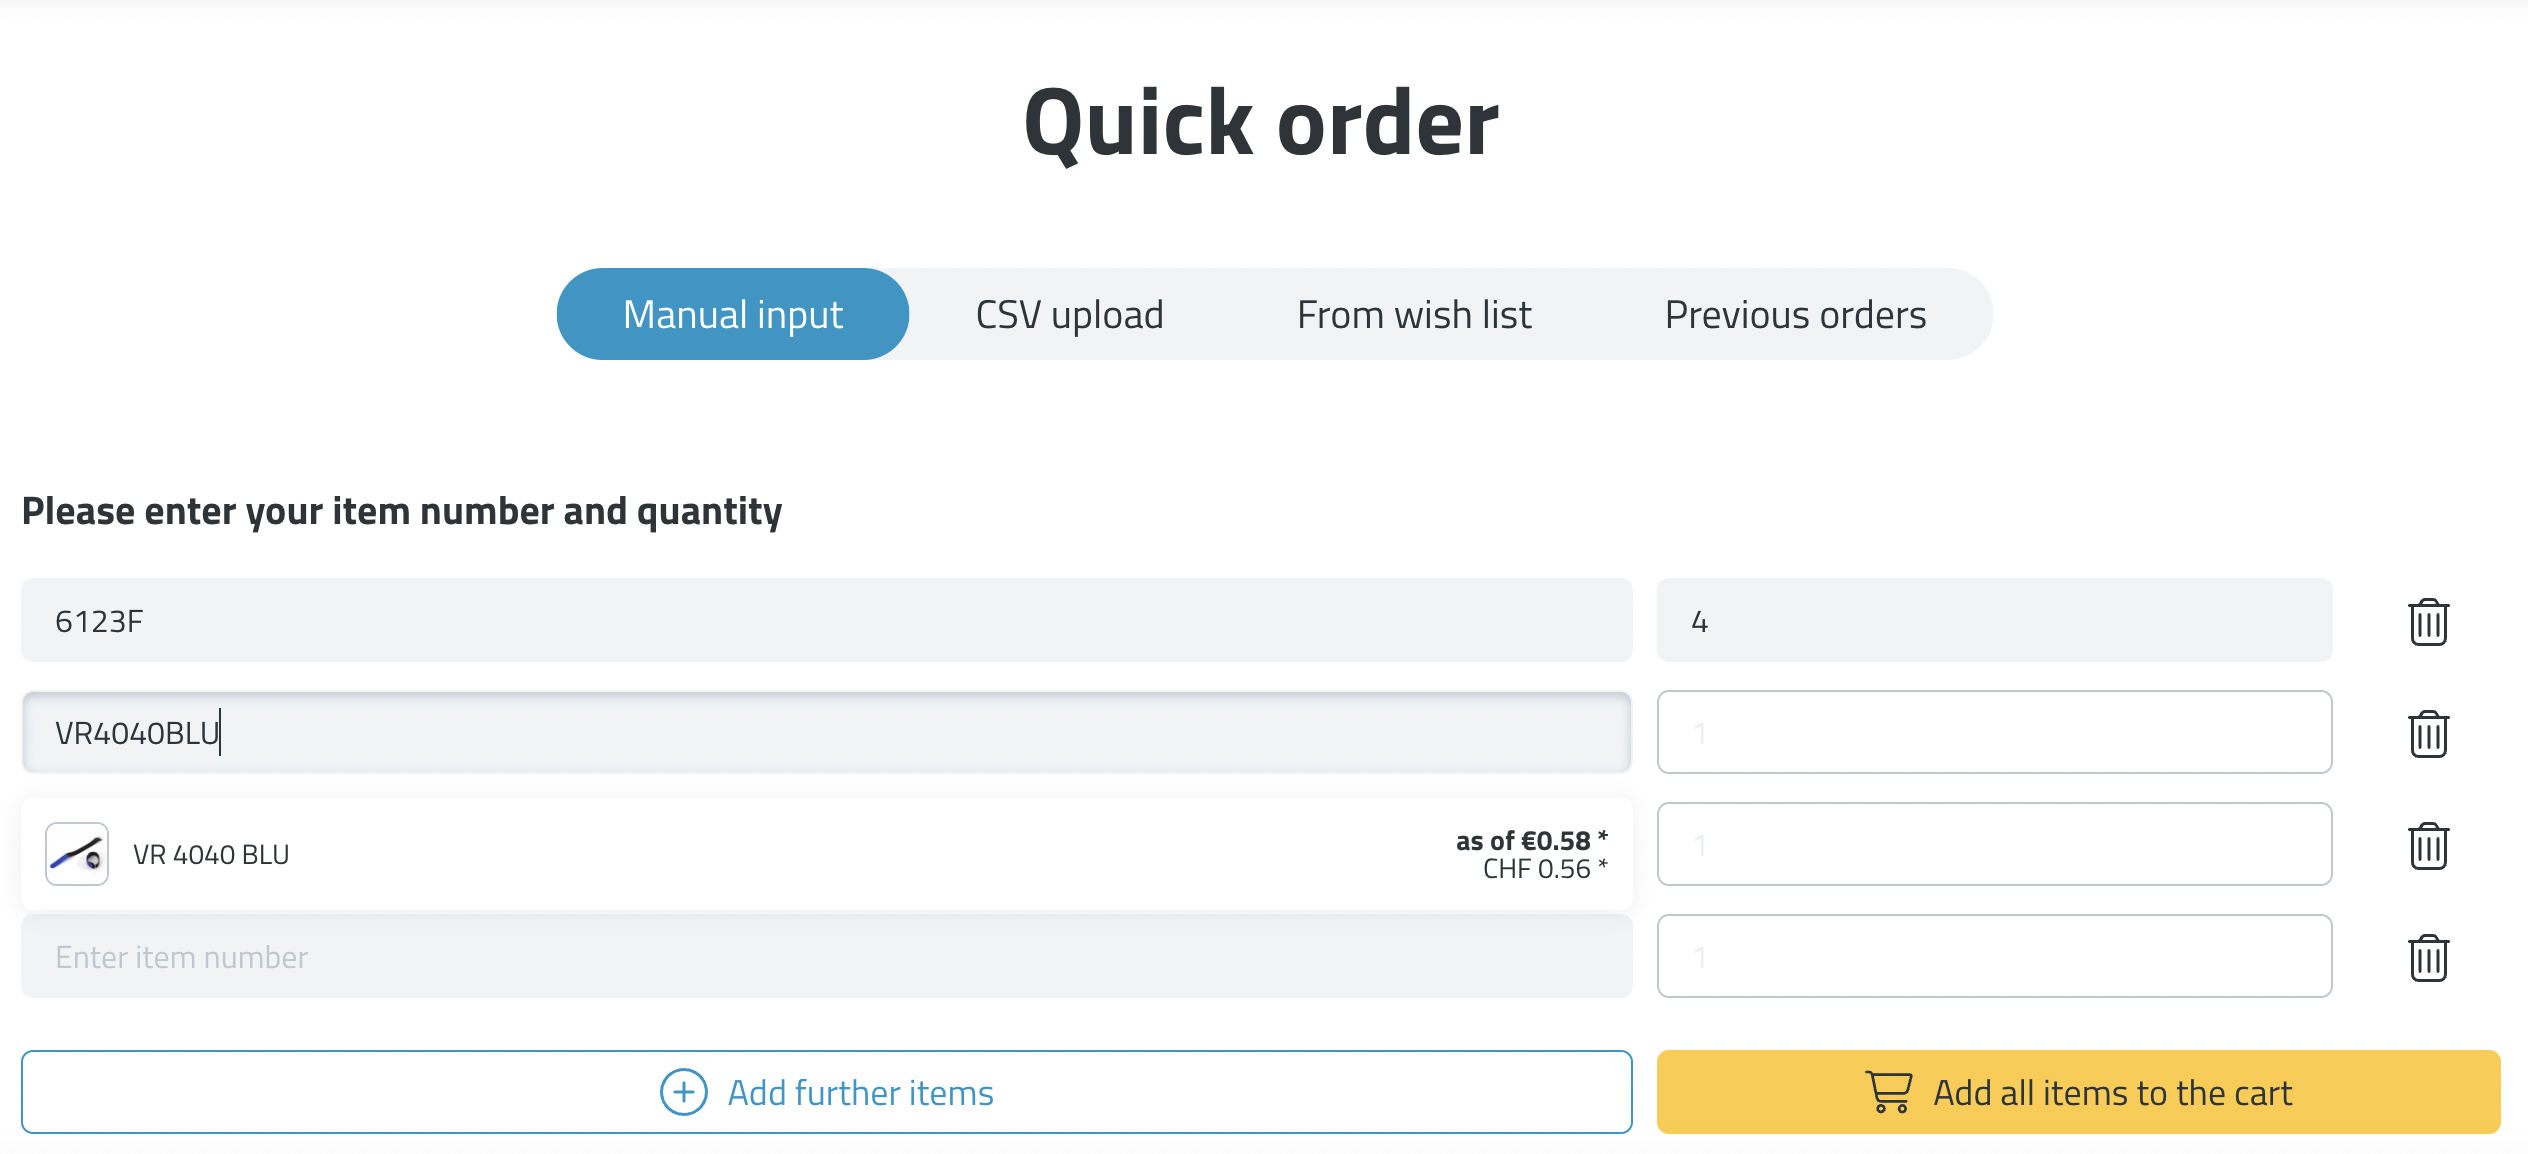 Quick order
Manual input
CSV upload
From wish list
Previous orders
Please enter your item number and quantity
6123F
4
VR4040BLU
1
VR 4040 BLU
as of €0.58 *
CHF 0.56 *
1
Enter item number
1
Add further items
Add all items to the cart